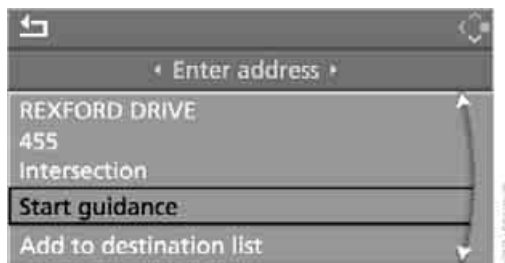 Enter address
REXFORD DRIVE
455
Intersection
Start guidance
Add to destination list